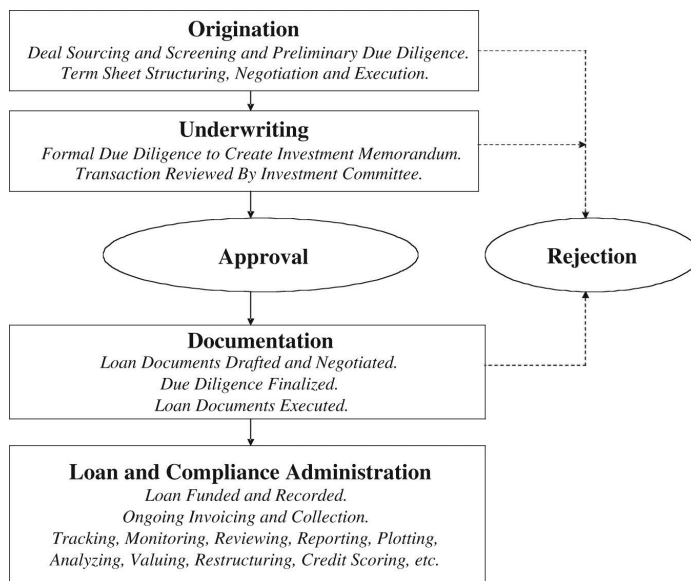 Origination
Deal Sourcing and Screening and Preliminary Due Diligence.
Term Sheet Structuring, Negotiation and Execution.
Underwriting
Formal Due Diligence to Create Investment Memorandum.
Transaction Reviewed By Investment Committee.
Approval
Rejection
Documentation
Loan Documents Drafted and Negotiated.
Due Diligence Finalized.
Loan Documents Executed.
Loan and Compliance Administration
Loan Funded and Recorded.
Ongoing Invoicing and Collection.
Tracking, Monitoring, Reviewing, Reporting, Plotting,
Analyzing, Valuing, Restructuring, Credit Scoring, etc.